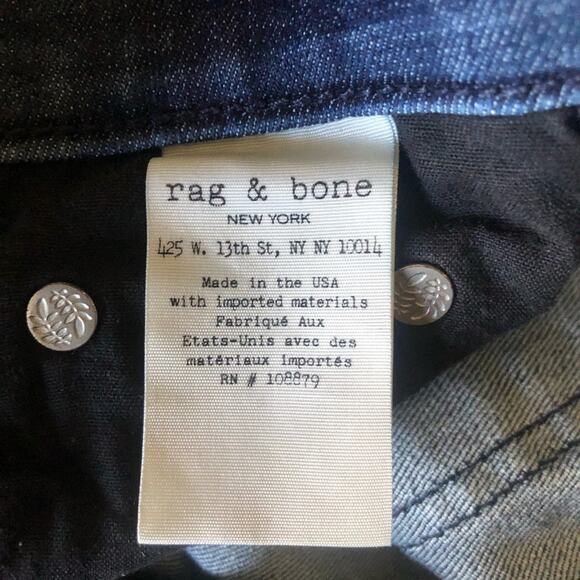 rag & bone
NEW YORK
425 W. 13th St, NY NY 10014
Made in the USA
with imported materials
Fabriqué Aux
Etats-Unis avec des
matériaux importés
RN # 108879